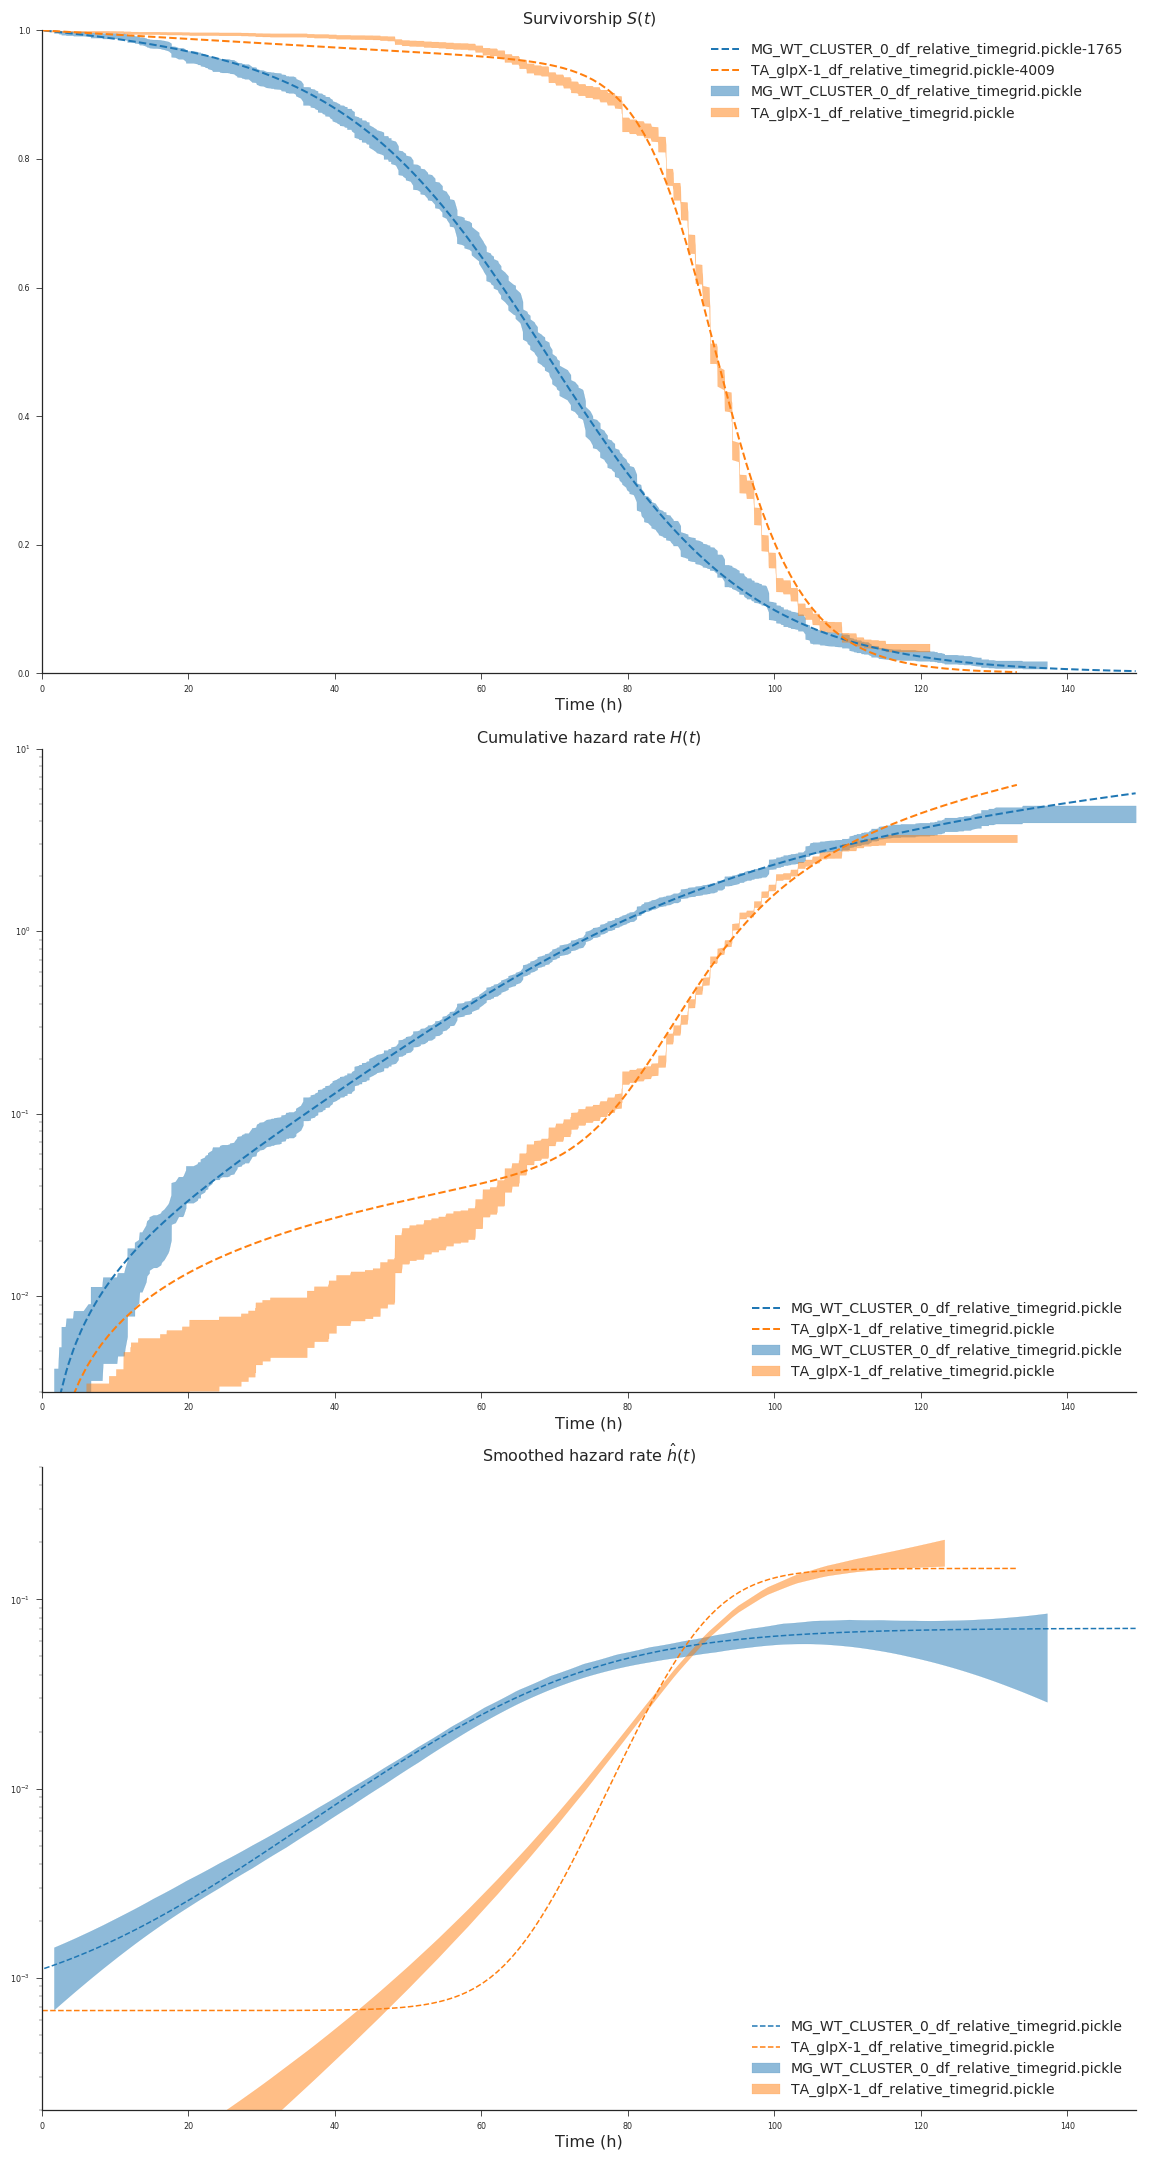 Survivorship S(t)
1.0
0.8
0.6
0.4
0.2
0.0
MG_WT_CLUSTER_0_df_relative_timegrid.pickle-1765
TA_glpX-1_df_relative_timegrid.pickle-4009
MG_WT_CLUSTER_0_df_relative_timegrid.pickle
TA_glpX-1_df_relative_timegrid.pickle
0 20 40 60 80 100 120 140
Time (h)
Cumulative hazard rate H(t)
10¹
10⁰
10⁻¹
10⁻²
MG_WT_CLUSTER_0_df_relative_timegrid.pickle
TA_glpX-1_df_relative_timegrid.pickle
MG_WT_CLUSTER_0_df_relative_timegrid.pickle
TA_glpX-1_df_relative_timegrid.pickle
0 20 40 60 80 100 120 140
Time (h)
Smoothed hazard rate ĥ(t)
10⁻¹
10⁻²
10⁻³
MG_WT_CLUSTER_0_df_relative_timegrid.pickle
TA_glpX-1_df_relative_timegrid.pickle
MG_WT_CLUSTER_0_df_relative_timegrid.pickle
TA_glpX-1_df_relative_timegrid.pickle
0 20 40 60 80 100 120 140
Time (h)